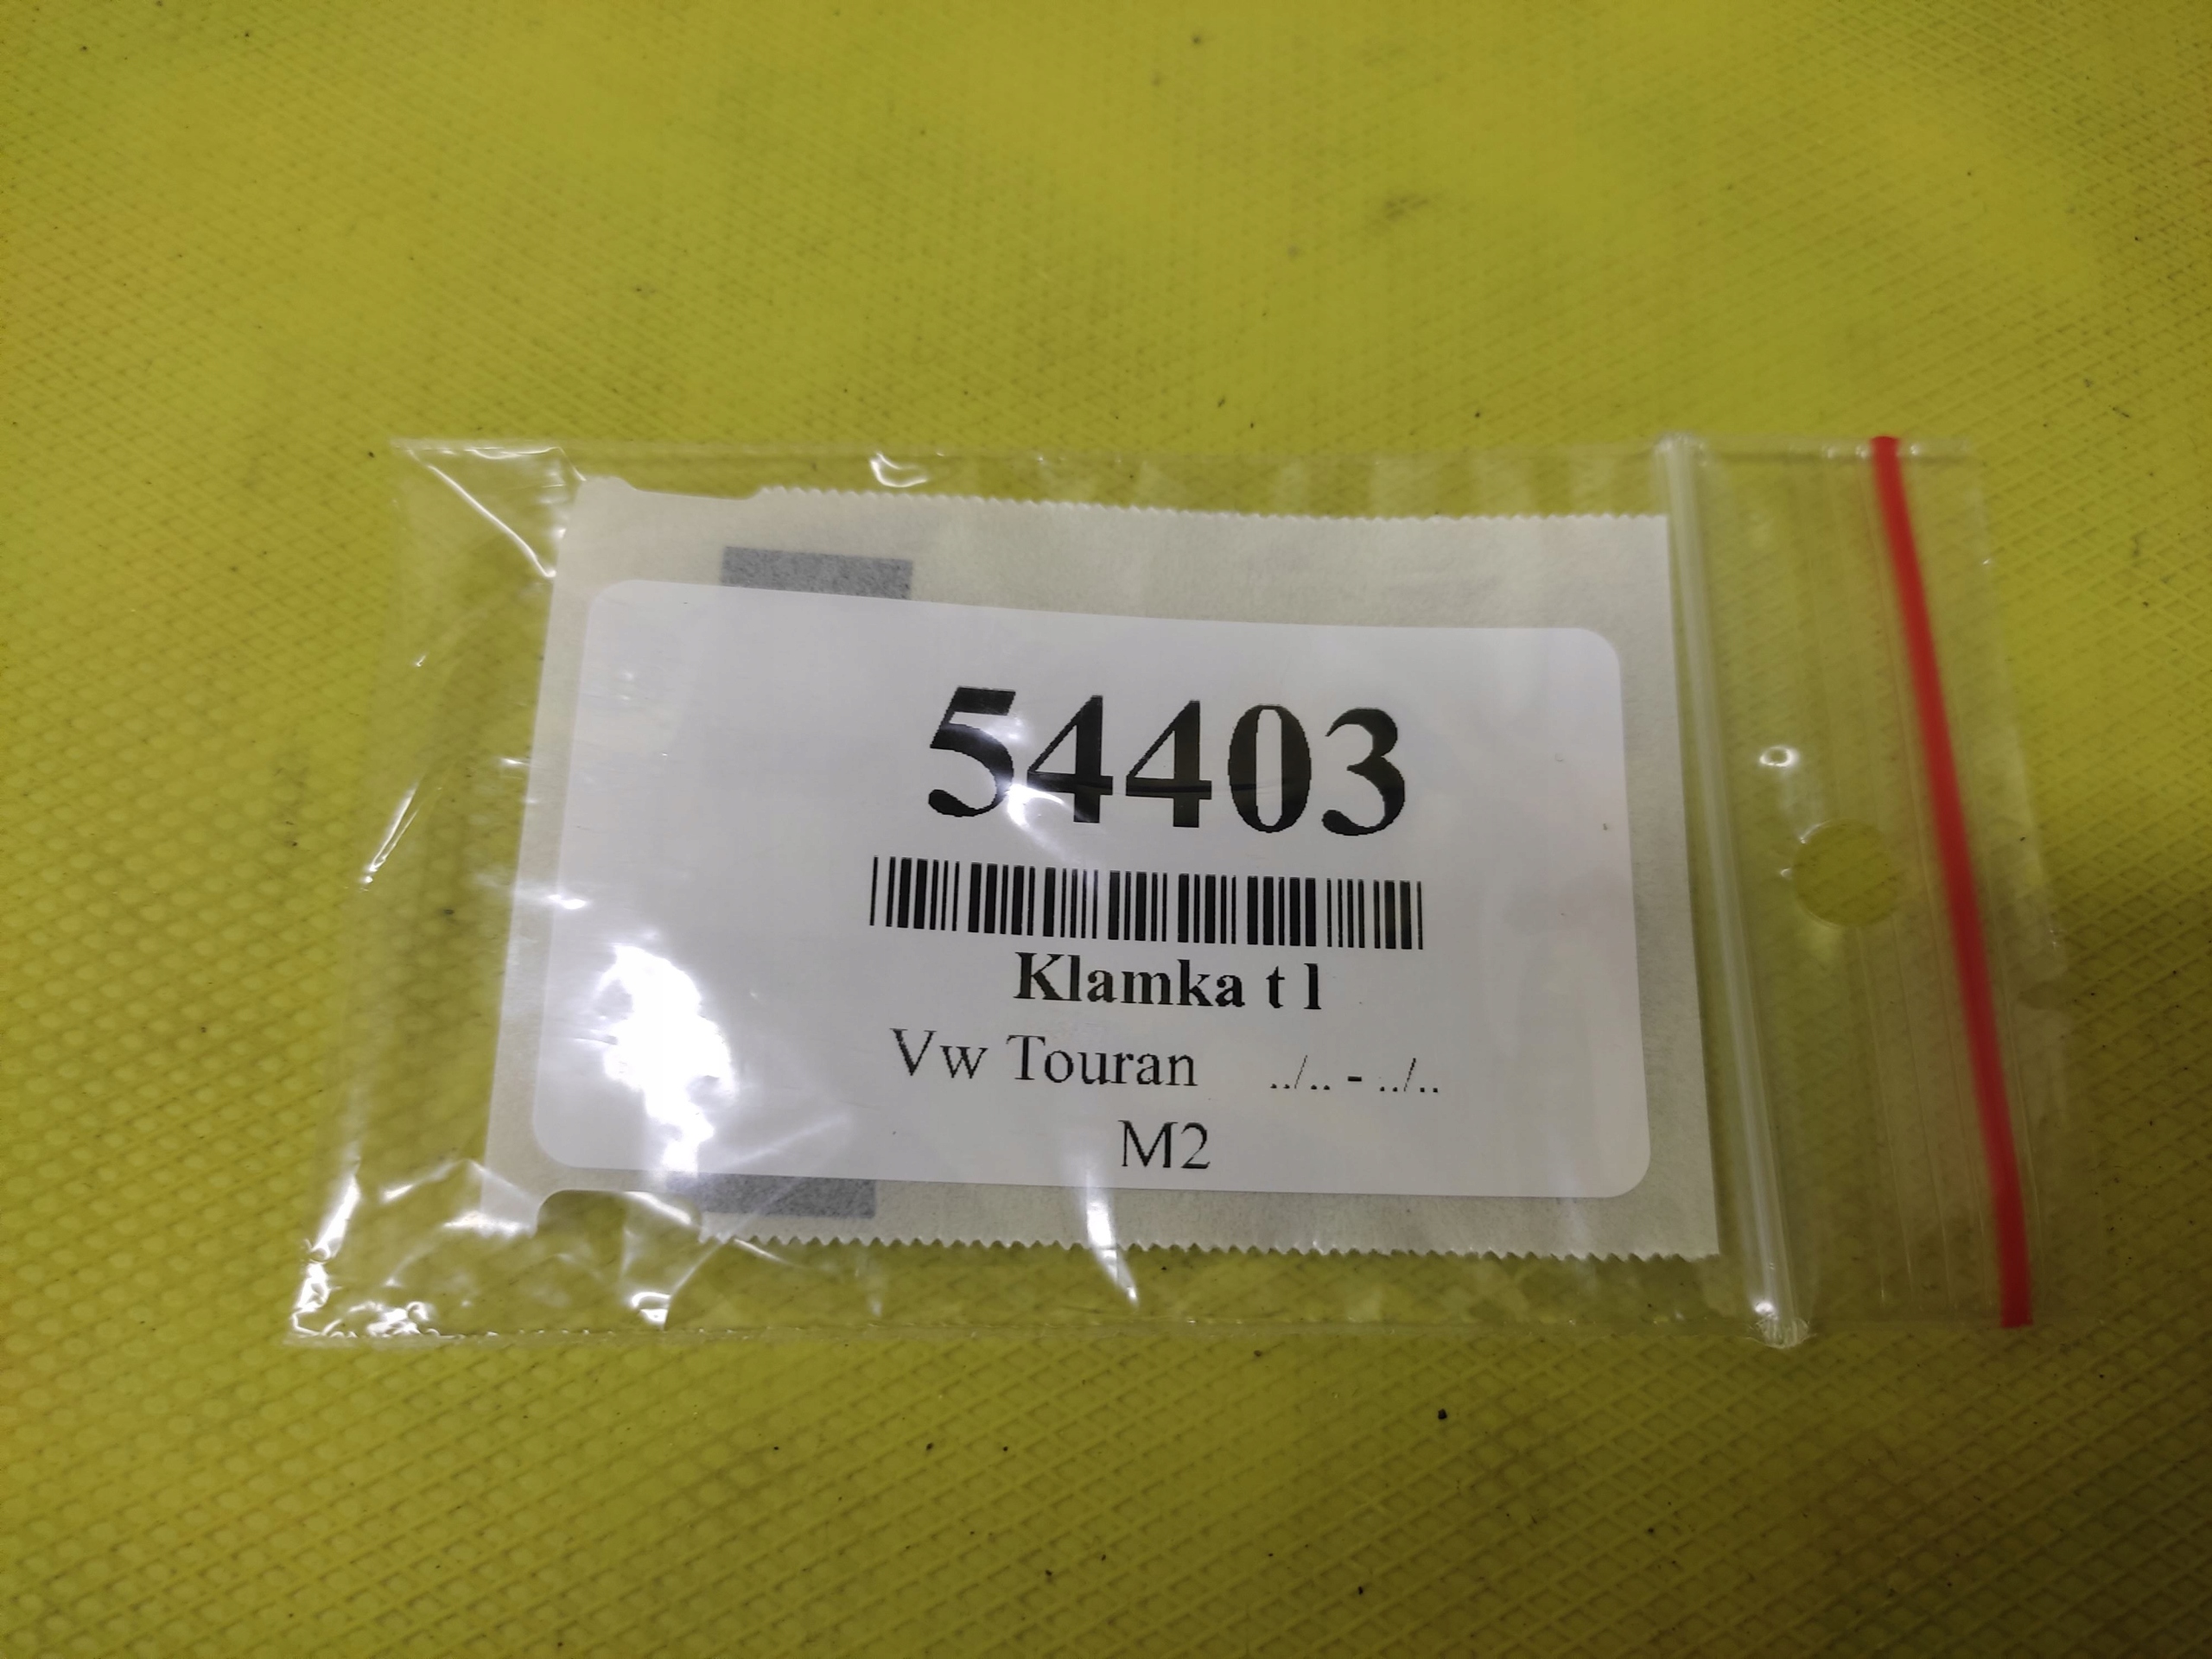 54403
Klamka t l
Vw Touran ../.. - ../..
M2